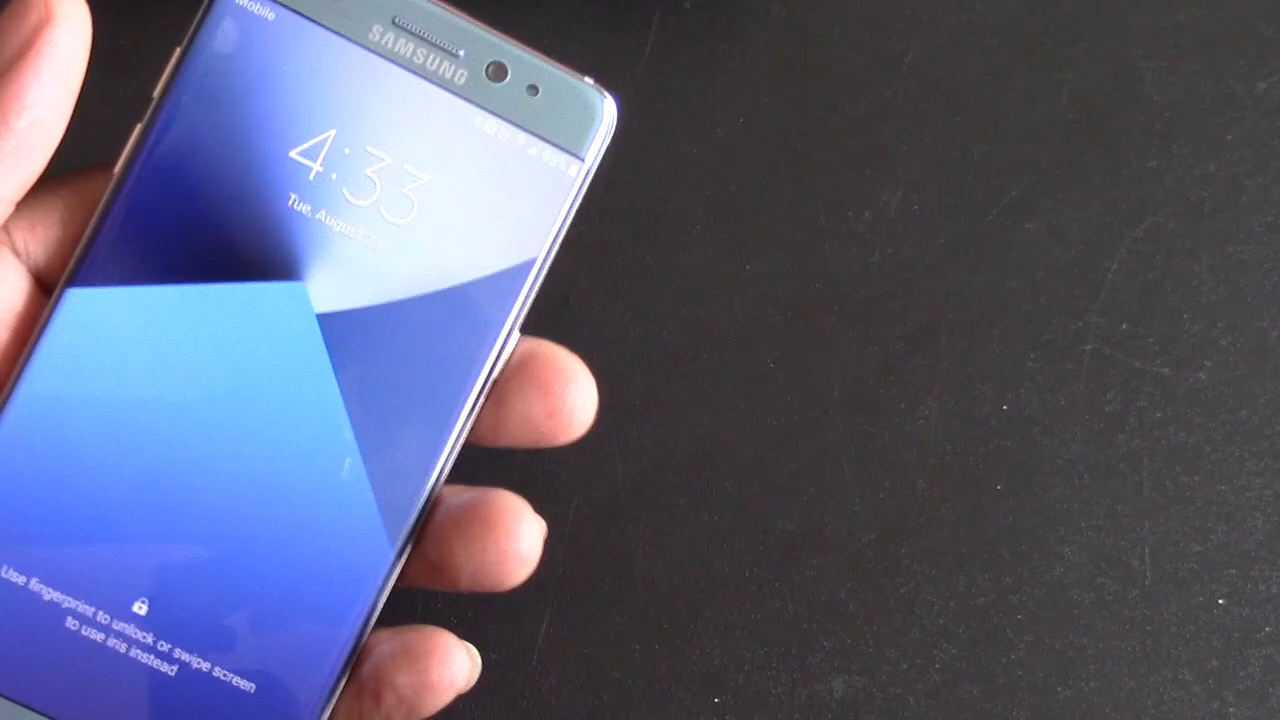 Mobile
SAMSUNG
4:33
Tue, August
Use fingerprint to unlock or swipe screen
to use iris instead